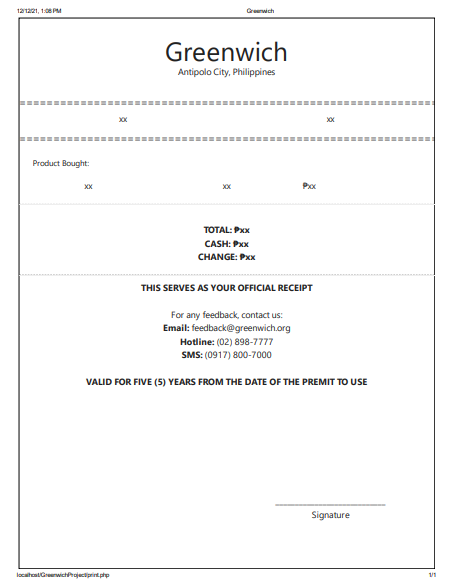 12/12/21, 1:08 PM Greenwich
Greenwich
Antipolo City, Philippines
xx xx
Product Bought:
xx xx ₱xx
TOTAL: ₱xx
CASH: ₱xx
CHANGE: ₱xx
THIS SERVES AS YOUR OFFICIAL RECEIPT
For any feedback, contact us:
Email: feedback@greenwich.org
Hotline: (02) 898-7777
SMS: (0917) 800-7000
VALID FOR FIVE (5) YEARS FROM THE DATE OF THE PREMIT TO USE
Signature
localhost/GreenwichProject/print.php 1/1